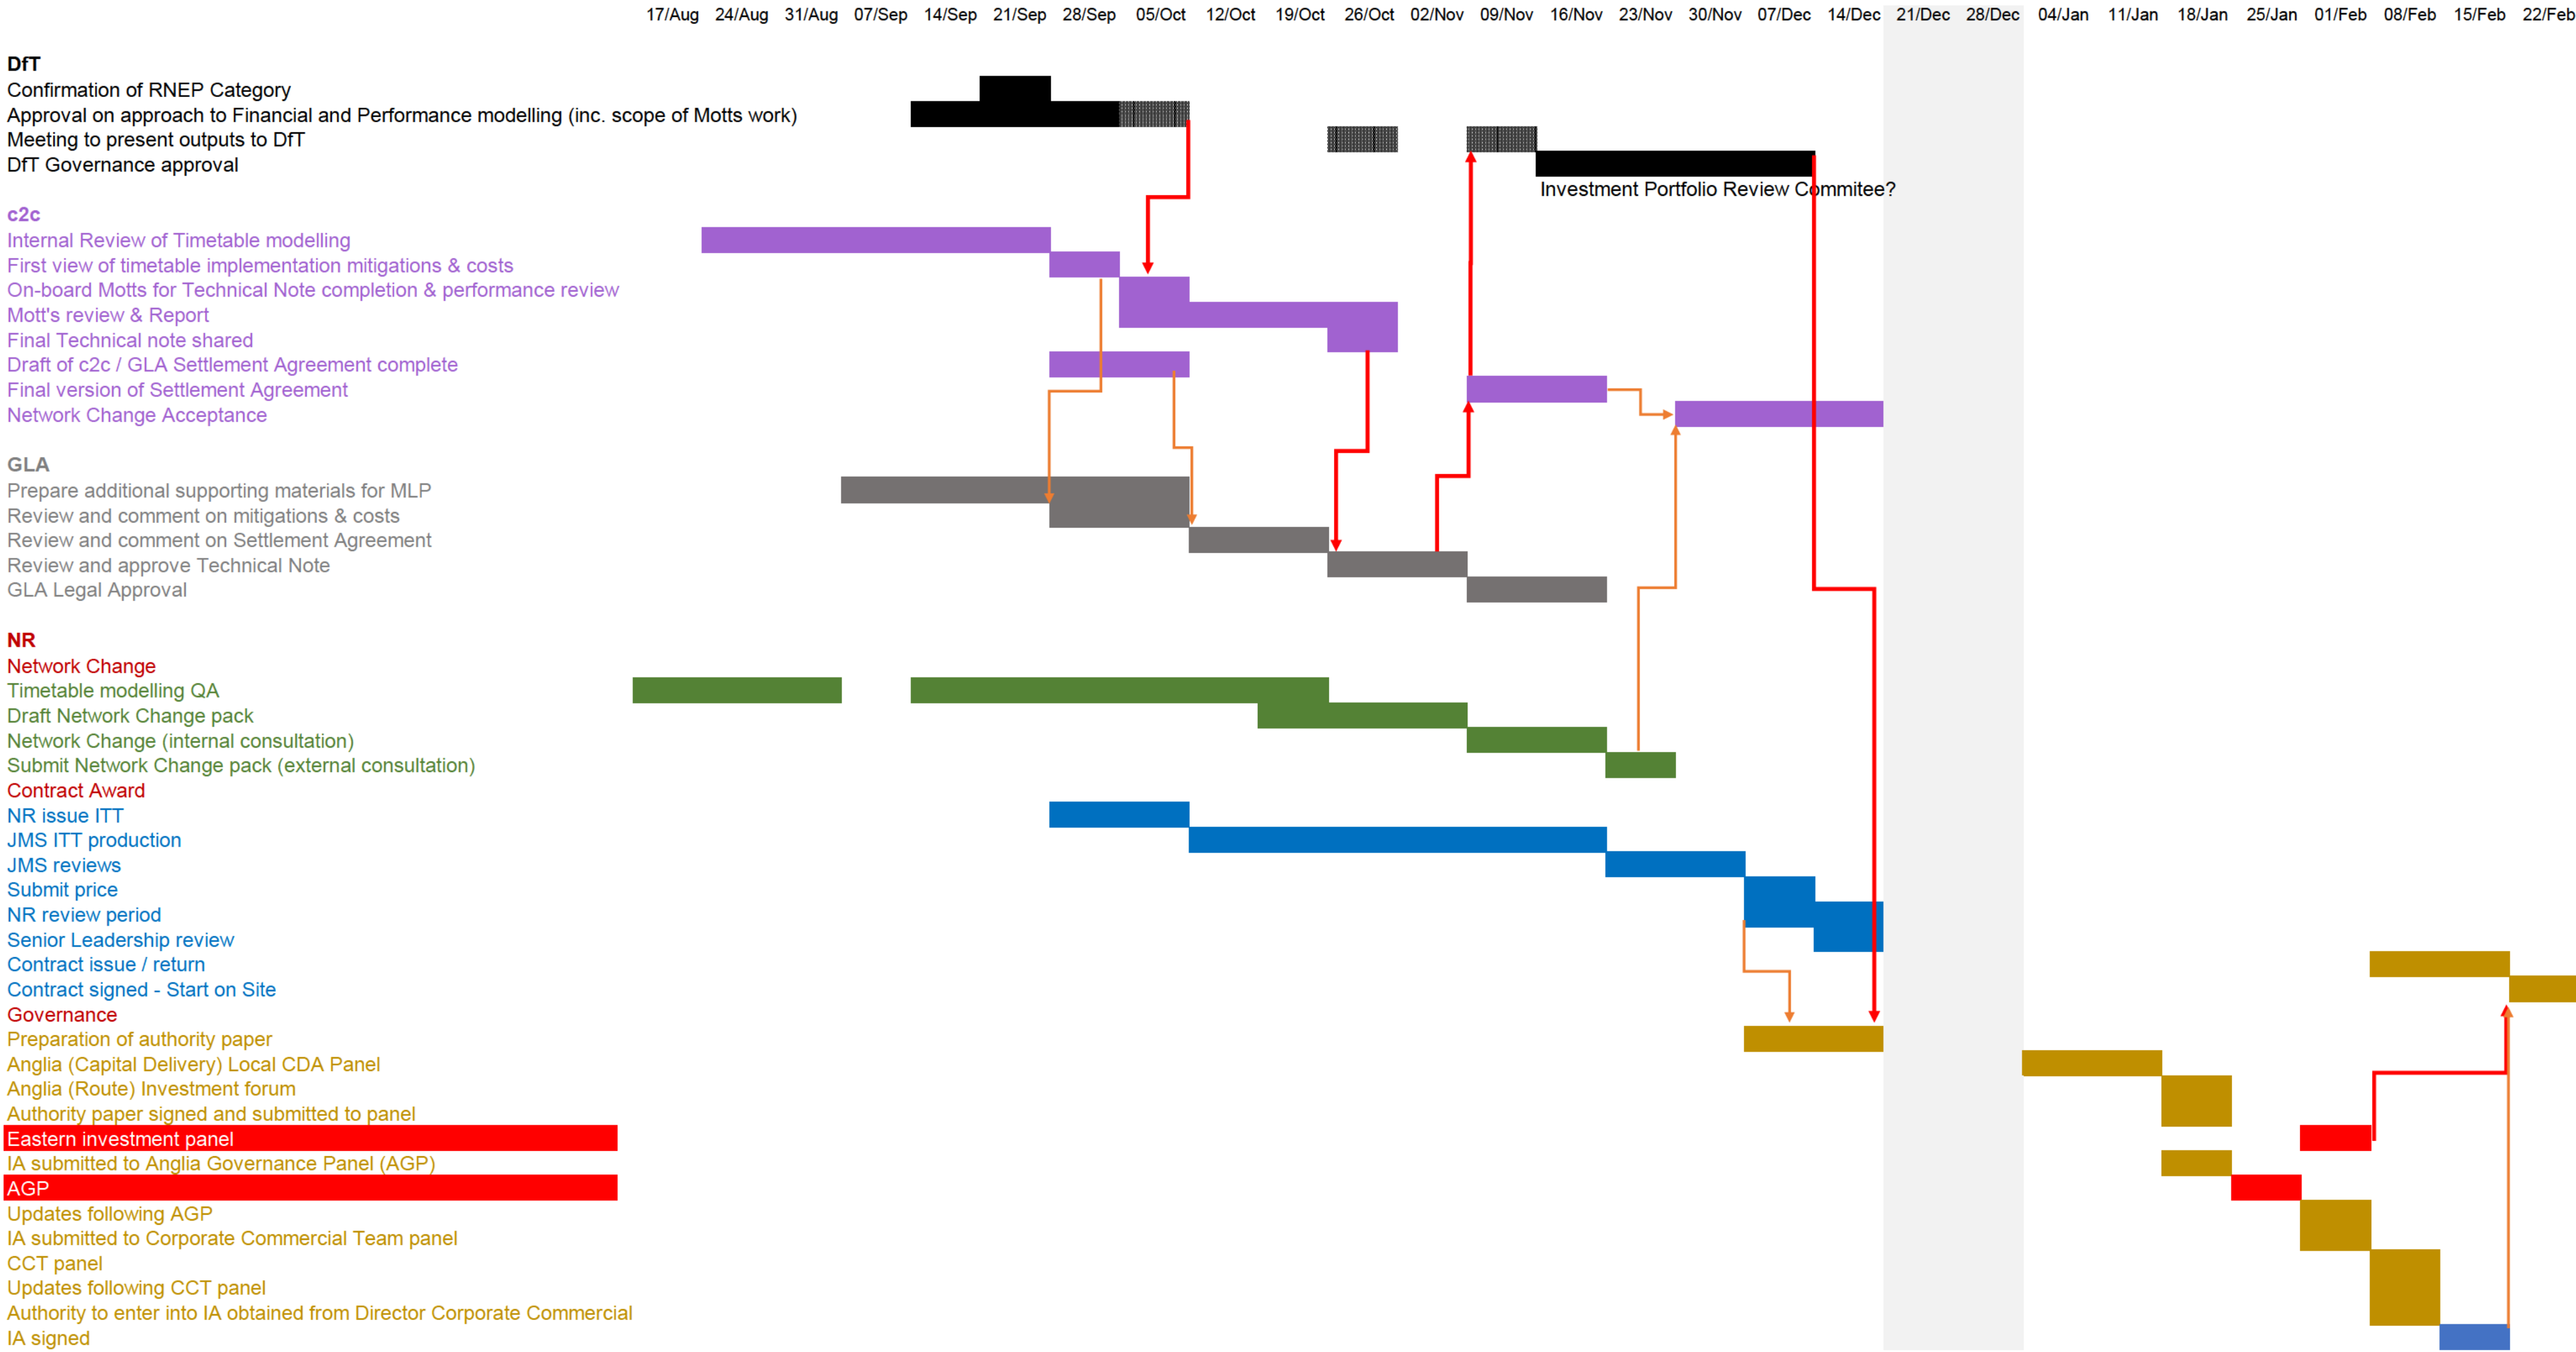 17/Aug 24/Aug 31/Aug 07/Sep 14/Sep 21/Sep 28/Sep 05/Oct 12/Oct 19/Oct 26/Oct 02/Nov 09/Nov 16/Nov 23/Nov 30/Nov 07/Dec 14/Dec 21/Dec 28/Dec 04/Jan 11/Jan 18/Jan 25/Jan 01/Feb 08/Feb 15/Feb 22/Feb
DfT
Confirmation of RNEP Category
Approval on approach to Financial and Performance modelling (inc. scope of Motts work)
Meeting to present outputs to DfT
DfT Governance approval
Investment Portfolio Review Commitee?
c2c
Internal Review of Timetable modelling
First view of timetable implementation mitigations & costs
On-board Motts for Technical Note completion & performance review
Mott's review & Report
Final Technical note shared
Draft of c2c / GLA Settlement Agreement complete
Final version of Settlement Agreement
Network Change Acceptance
GLA
Prepare additional supporting materials for MLP
Review and comment on mitigations & costs
Review and comment on Settlement Agreement
Review and approve Technical Note
GLA Legal Approval
NR
Network Change
Timetable modelling QA
Draft Network Change pack
Network Change (internal consultation)
Submit Network Change pack (external consultation)
Contract Award
NR issue ITT
JMS ITT production
JMS reviews
Submit price
NR review period
Senior Leadership review
Contract issue / return
Contract signed - Start on Site
Governance
Preparation of authority paper
Anglia (Capital Delivery) Local CDA Panel
Anglia (Route) Investment forum
Authority paper signed and submitted to panel
Eastern investment panel
IA submitted to Anglia Governance Panel (AGP)
AGP
Updates following AGP
IA submitted to Corporate Commercial Team panel
CCT panel
Updates following CCT panel
Authority to enter into IA obtained from Director Corporate Commercial
IA signed